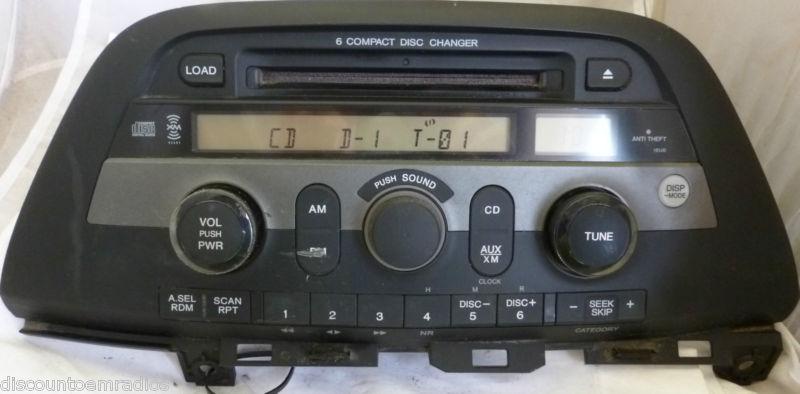 6 COMPACT DISC CHANGER
LOAD
XM
READY
CD D-1 T-01
ANTI THEFT
DISP
MODE
PUSH SOUND
VOL
PUSH
PWR
AM
CD
AUX
XM
CLOCK
TUNE
A.SEL
RDM
SCAN
RPT
1
2
3
H
4
M
DISC-
5
R
DISC+
6
- SEEK +
SKIP
NR
CATEGORY
discountoemradios